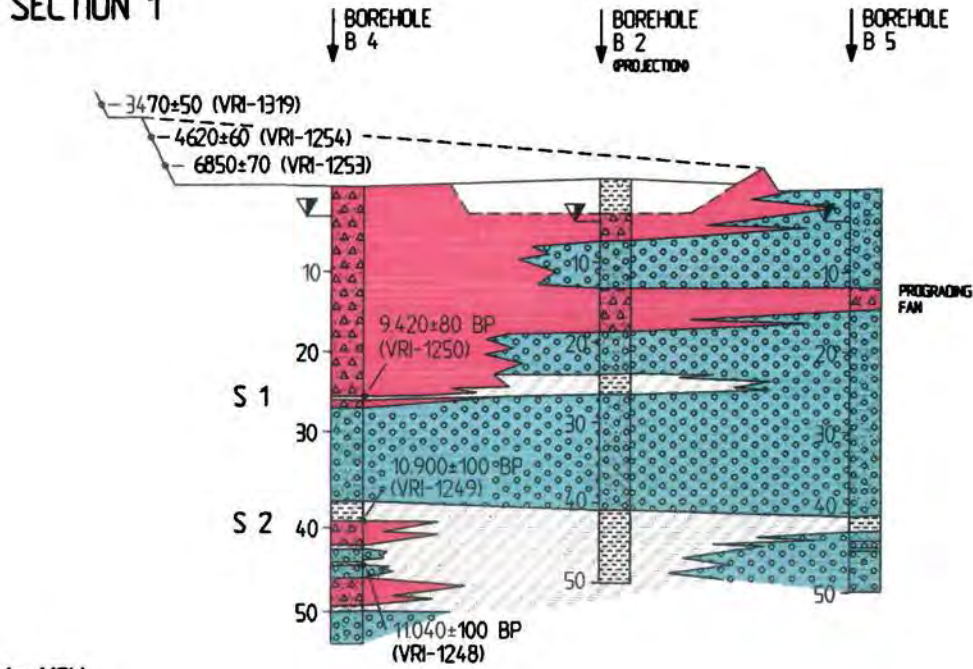 SECTION 1
BOREHOLE
B 4
BOREHOLE
B 2
(PROJECTION)
BOREHOLE
B 5
3470±50 (VRI-1319)
4620±60 (VRI-1254)
6850±70 (VRI-1253)
10
10
10
PROGRADING
FAN
9.420±80 BP
(VRI-1250)
20
20
20
S 1
30
30
30
10.900±100 BP
(VRI-1249)
40
40
S 2
40
50
50
50
11.040±100 BP
(VRI-1248)